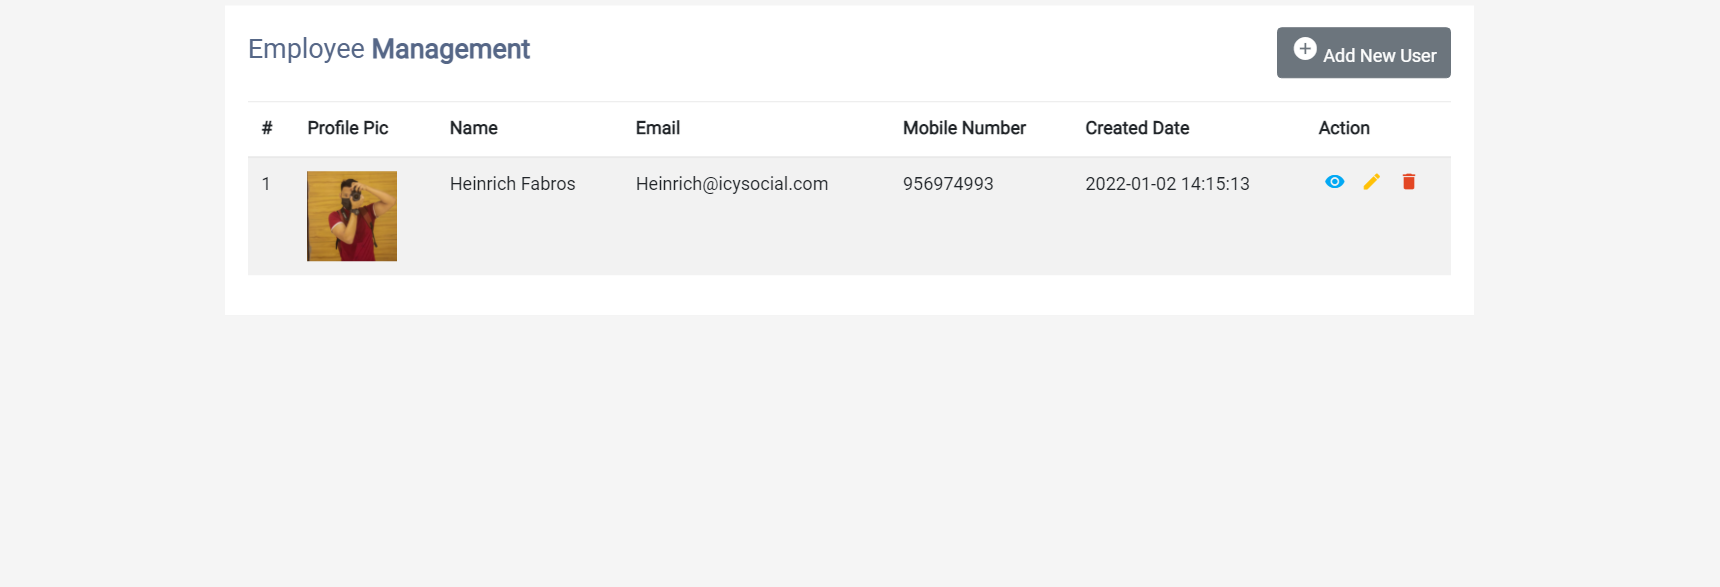 Employee Management
Add New User
# Profile Pic Name Email Mobile Number Created Date Action
1 Heinrich Fabros Heinrich@icysocial.com 956974993 2022-01-02 14:15:13